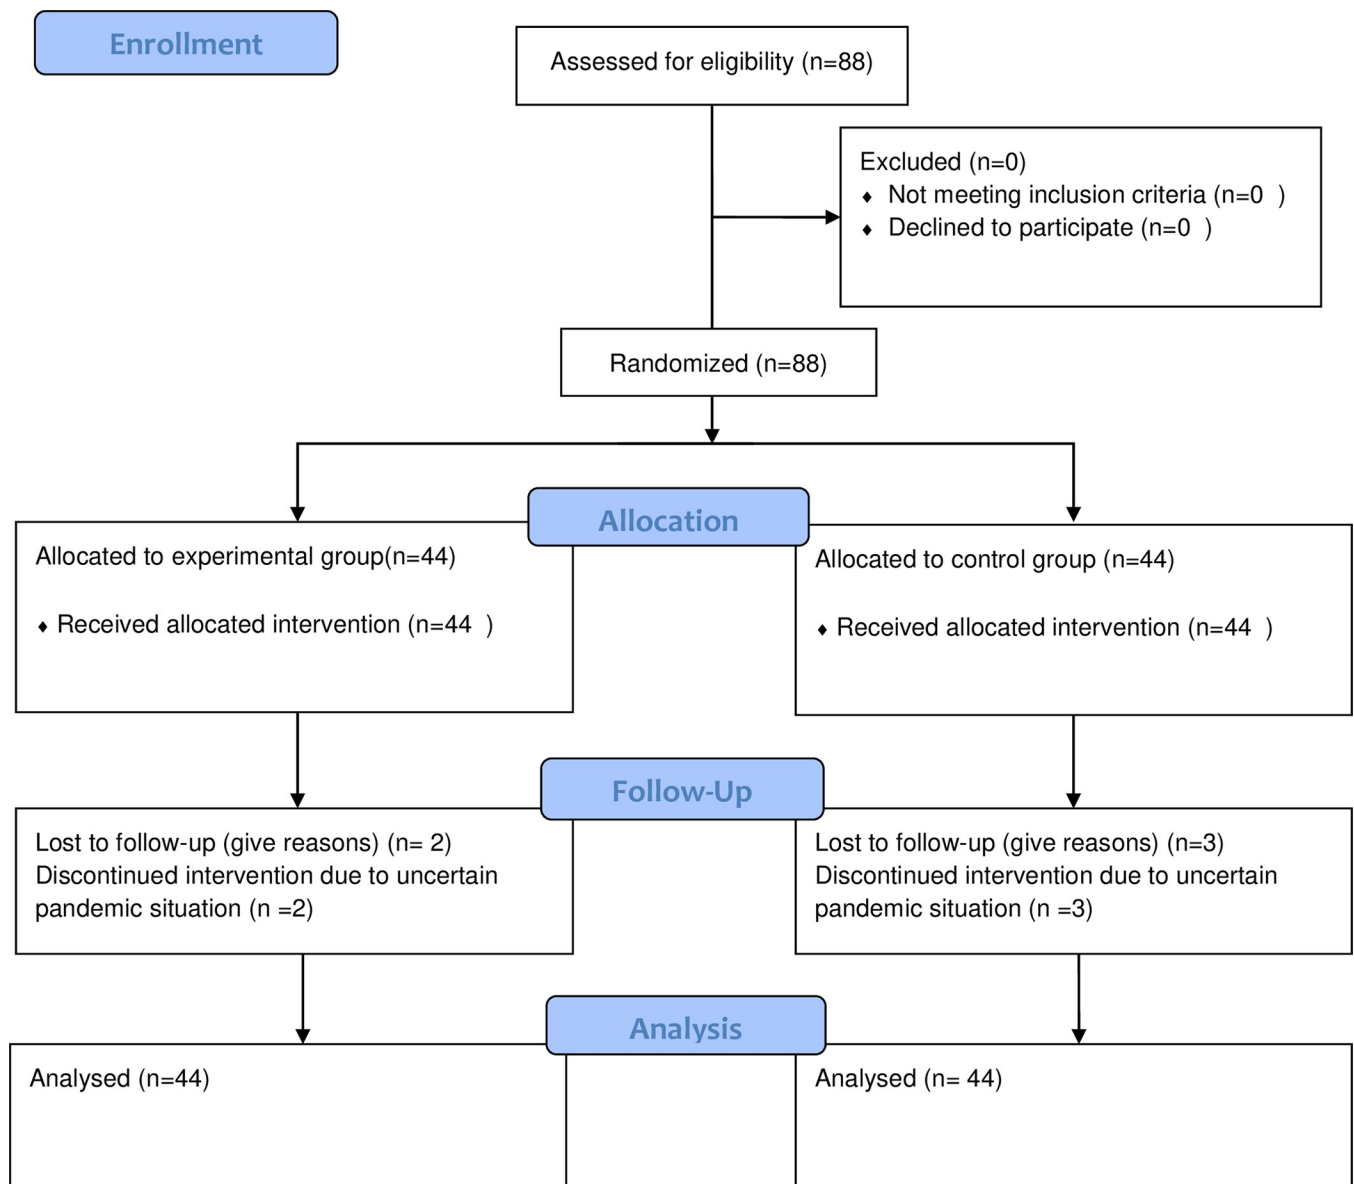 Enrollment
Assessed for eligibility (n=88)
Excluded (n=0)
♦ Not meeting inclusion criteria (n=0  )
♦ Declined to participate (n=0  )
Randomized (n=88)
Allocation
Allocated to experimental group(n=44)
♦ Received allocated intervention (n=44  )
Allocated to control group (n=44)
♦ Received allocated intervention (n=44  )
Follow-Up
Lost to follow-up (give reasons) (n= 2)
Discontinued intervention due to uncertain
pandemic situation (n =2)
Lost to follow-up (give reasons) (n=3)
Discontinued intervention due to uncertain
pandemic situation (n =3)
Analysis
Analysed (n=44)
Analysed (n= 44)